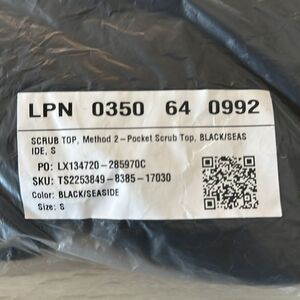 LPN 0350 64 0992
SCRUB TOP, Method 2-Pocket Scrub Top, BLACK/SEAS
IDE, S
PO: LX134720-285970C
SKU: TS2253849-8385-17030
Color: BLACK/SEASIDE
Size: S